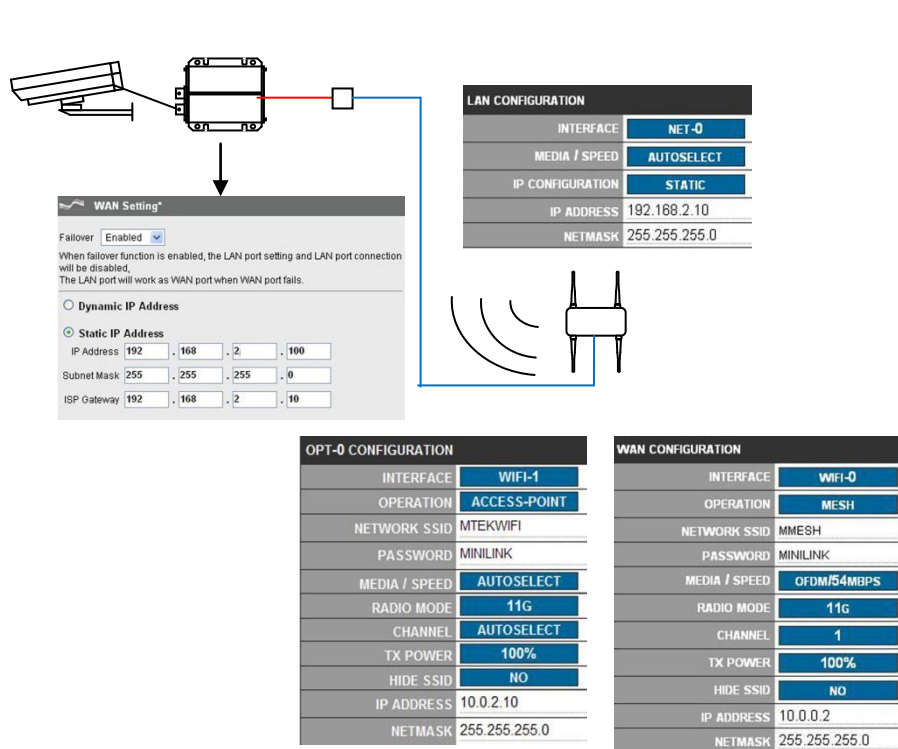 LAN CONFIGURATION
INTERFACE NET-0
MEDIA / SPEED AUTOSELECT
IP CONFIGURATION STATIC
IP ADDRESS 192.168.2.10
NETMASK 255.255.255.0
WAN Setting*
Failover Enabled
When failover function is enabled, the LAN port setting and LAN port connection
will be disabled,
The LAN port will work as WAN port when WAN port fails.
Dynamic IP Address
Static IP Address
IP Address 192 . 168 . 2 . 100
Subnet Mask 255 . 255 . 255 . 0
ISP Gateway 192 . 168 . 2 . 10
OPT-0 CONFIGURATION
INTERFACE WIFI-1
OPERATION ACCESS-POINT
NETWORK SSID MTEKWIFI
PASSWORD MINILINK
MEDIA / SPEED AUTOSELECT
RADIO MODE 11G
CHANNEL AUTOSELECT
TX POWER 100%
HIDE SSID NO
IP ADDRESS 10.0.2.10
NETMASK 255.255.255.0
WAN CONFIGURATION
INTERFACE WIFI-0
OPERATION MESH
NETWORK SSID MMESH
PASSWORD MINILINK
MEDIA / SPEED OFDM/54MBPS
RADIO MODE 11G
CHANNEL 1
TX POWER 100%
HIDE SSID NO
IP ADDRESS 10.0.0.2
NETMASK 255.255.255.0